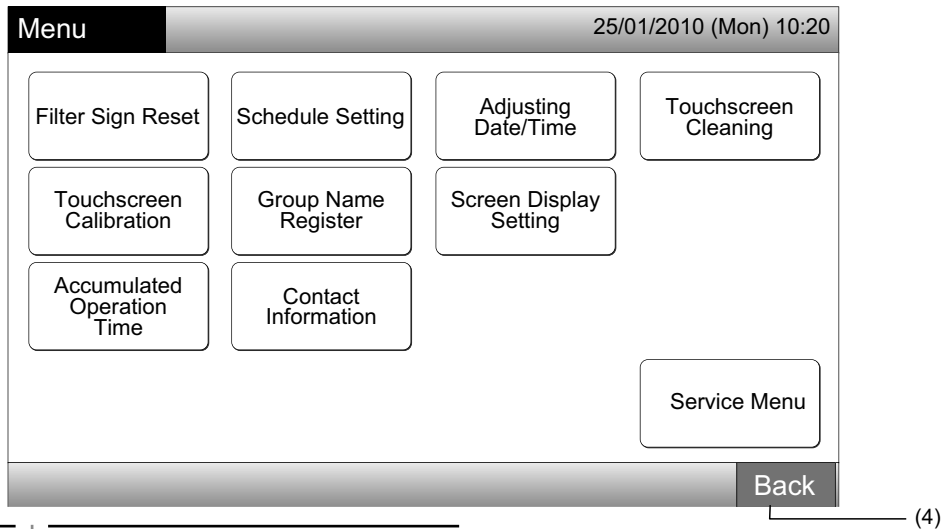 Menu
25/01/2010 (Mon) 10:20
Filter Sign Reset
Schedule Setting
Adjusting
Date/Time
Touchscreen
Cleaning
Touchscreen
Calibration
Group Name
Register
Screen Display
Setting
Accumulated
Operation
Time
Contact
Information
Service Menu
Back
(4)